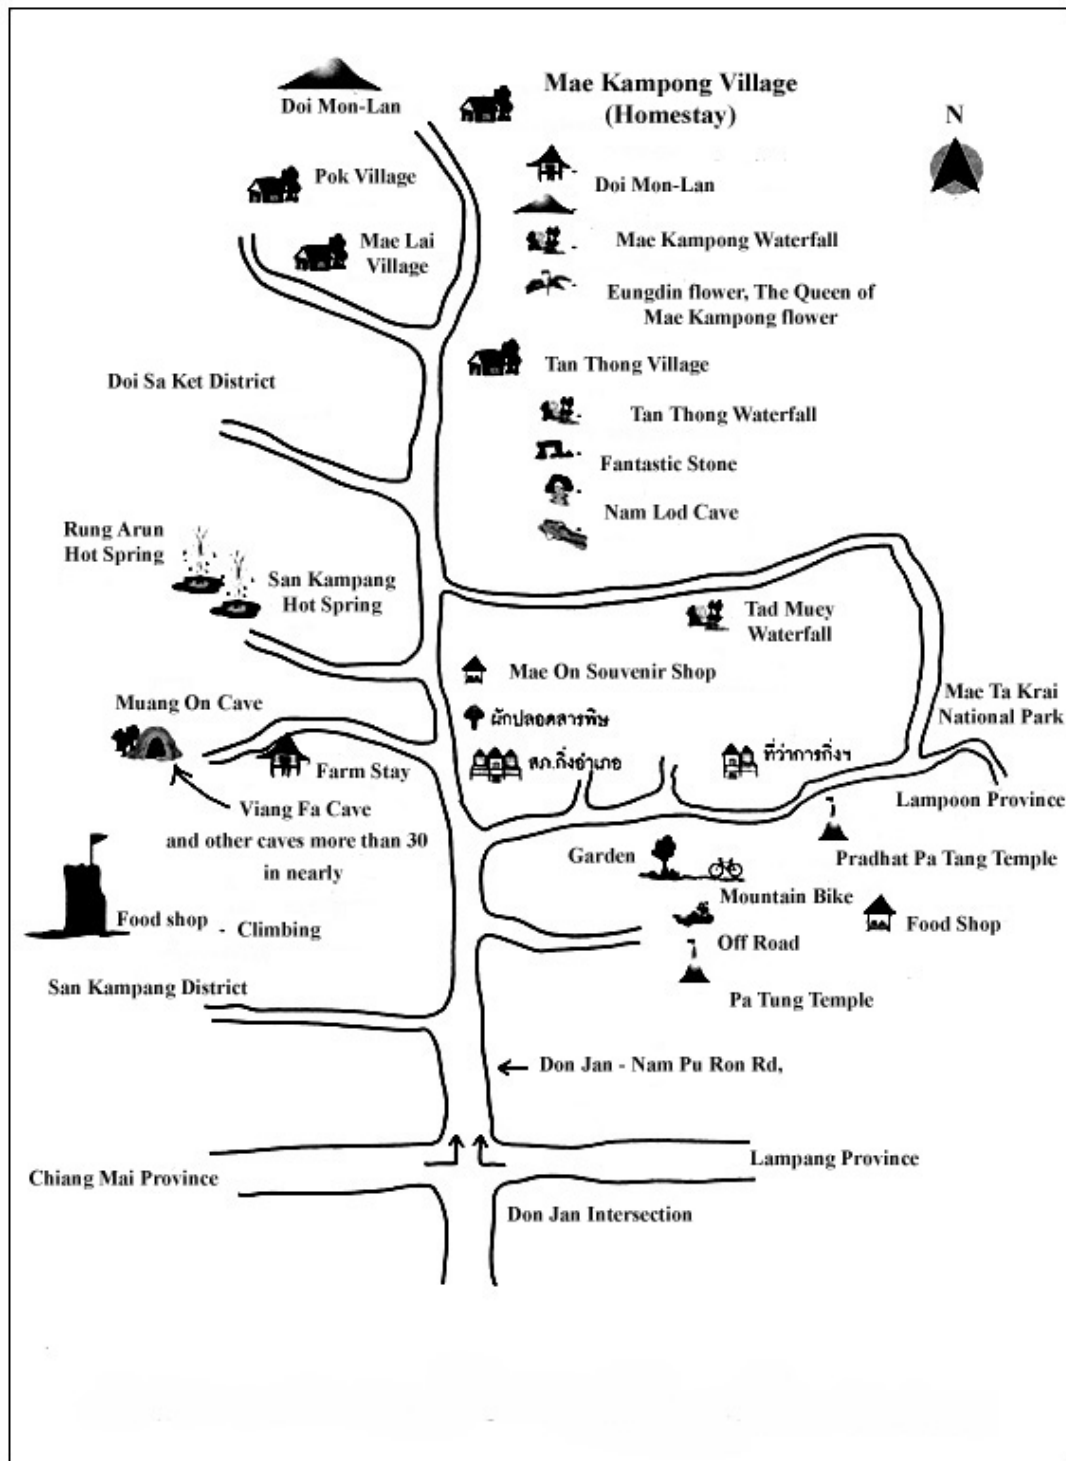 Doi Mon-Lan
Mae Kampong Village
(Homestay)
N
Pok Village
Doi Mon-Lan
Mae Lai
Village
Mae Kampong Waterfall
Eungdin flower, The Queen of
Mae Kampong flower
Tan Thong Village
Doi Sa Ket District
Tan Thong Waterfall
Fantastic Stone
Nam Lod Cave
Rung Arun
Hot Spring
San Kampang
Hot Spring
Tad Muey
Waterfall
Mae On Souvenir Shop
Muang On Cave
Mae Ta Krai
National Park
ผักปลอดสารพิษ
Farm Stay
สภ.กิ่งอำเภอ
ที่ว่าการกิ่งฯ
Viang Fa Cave
and other caves more than 30
in nearly
Lampoon Province
Garden
Pradhat Pa Tang Temple
Mountain Bike
Food shop
- Climbing
Food Shop
Off Road
San Kampang District
Pa Tung Temple
Don Jan - Nam Pu Ron Rd,
Chiang Mai Province
Lampang Province
Don Jan Intersection